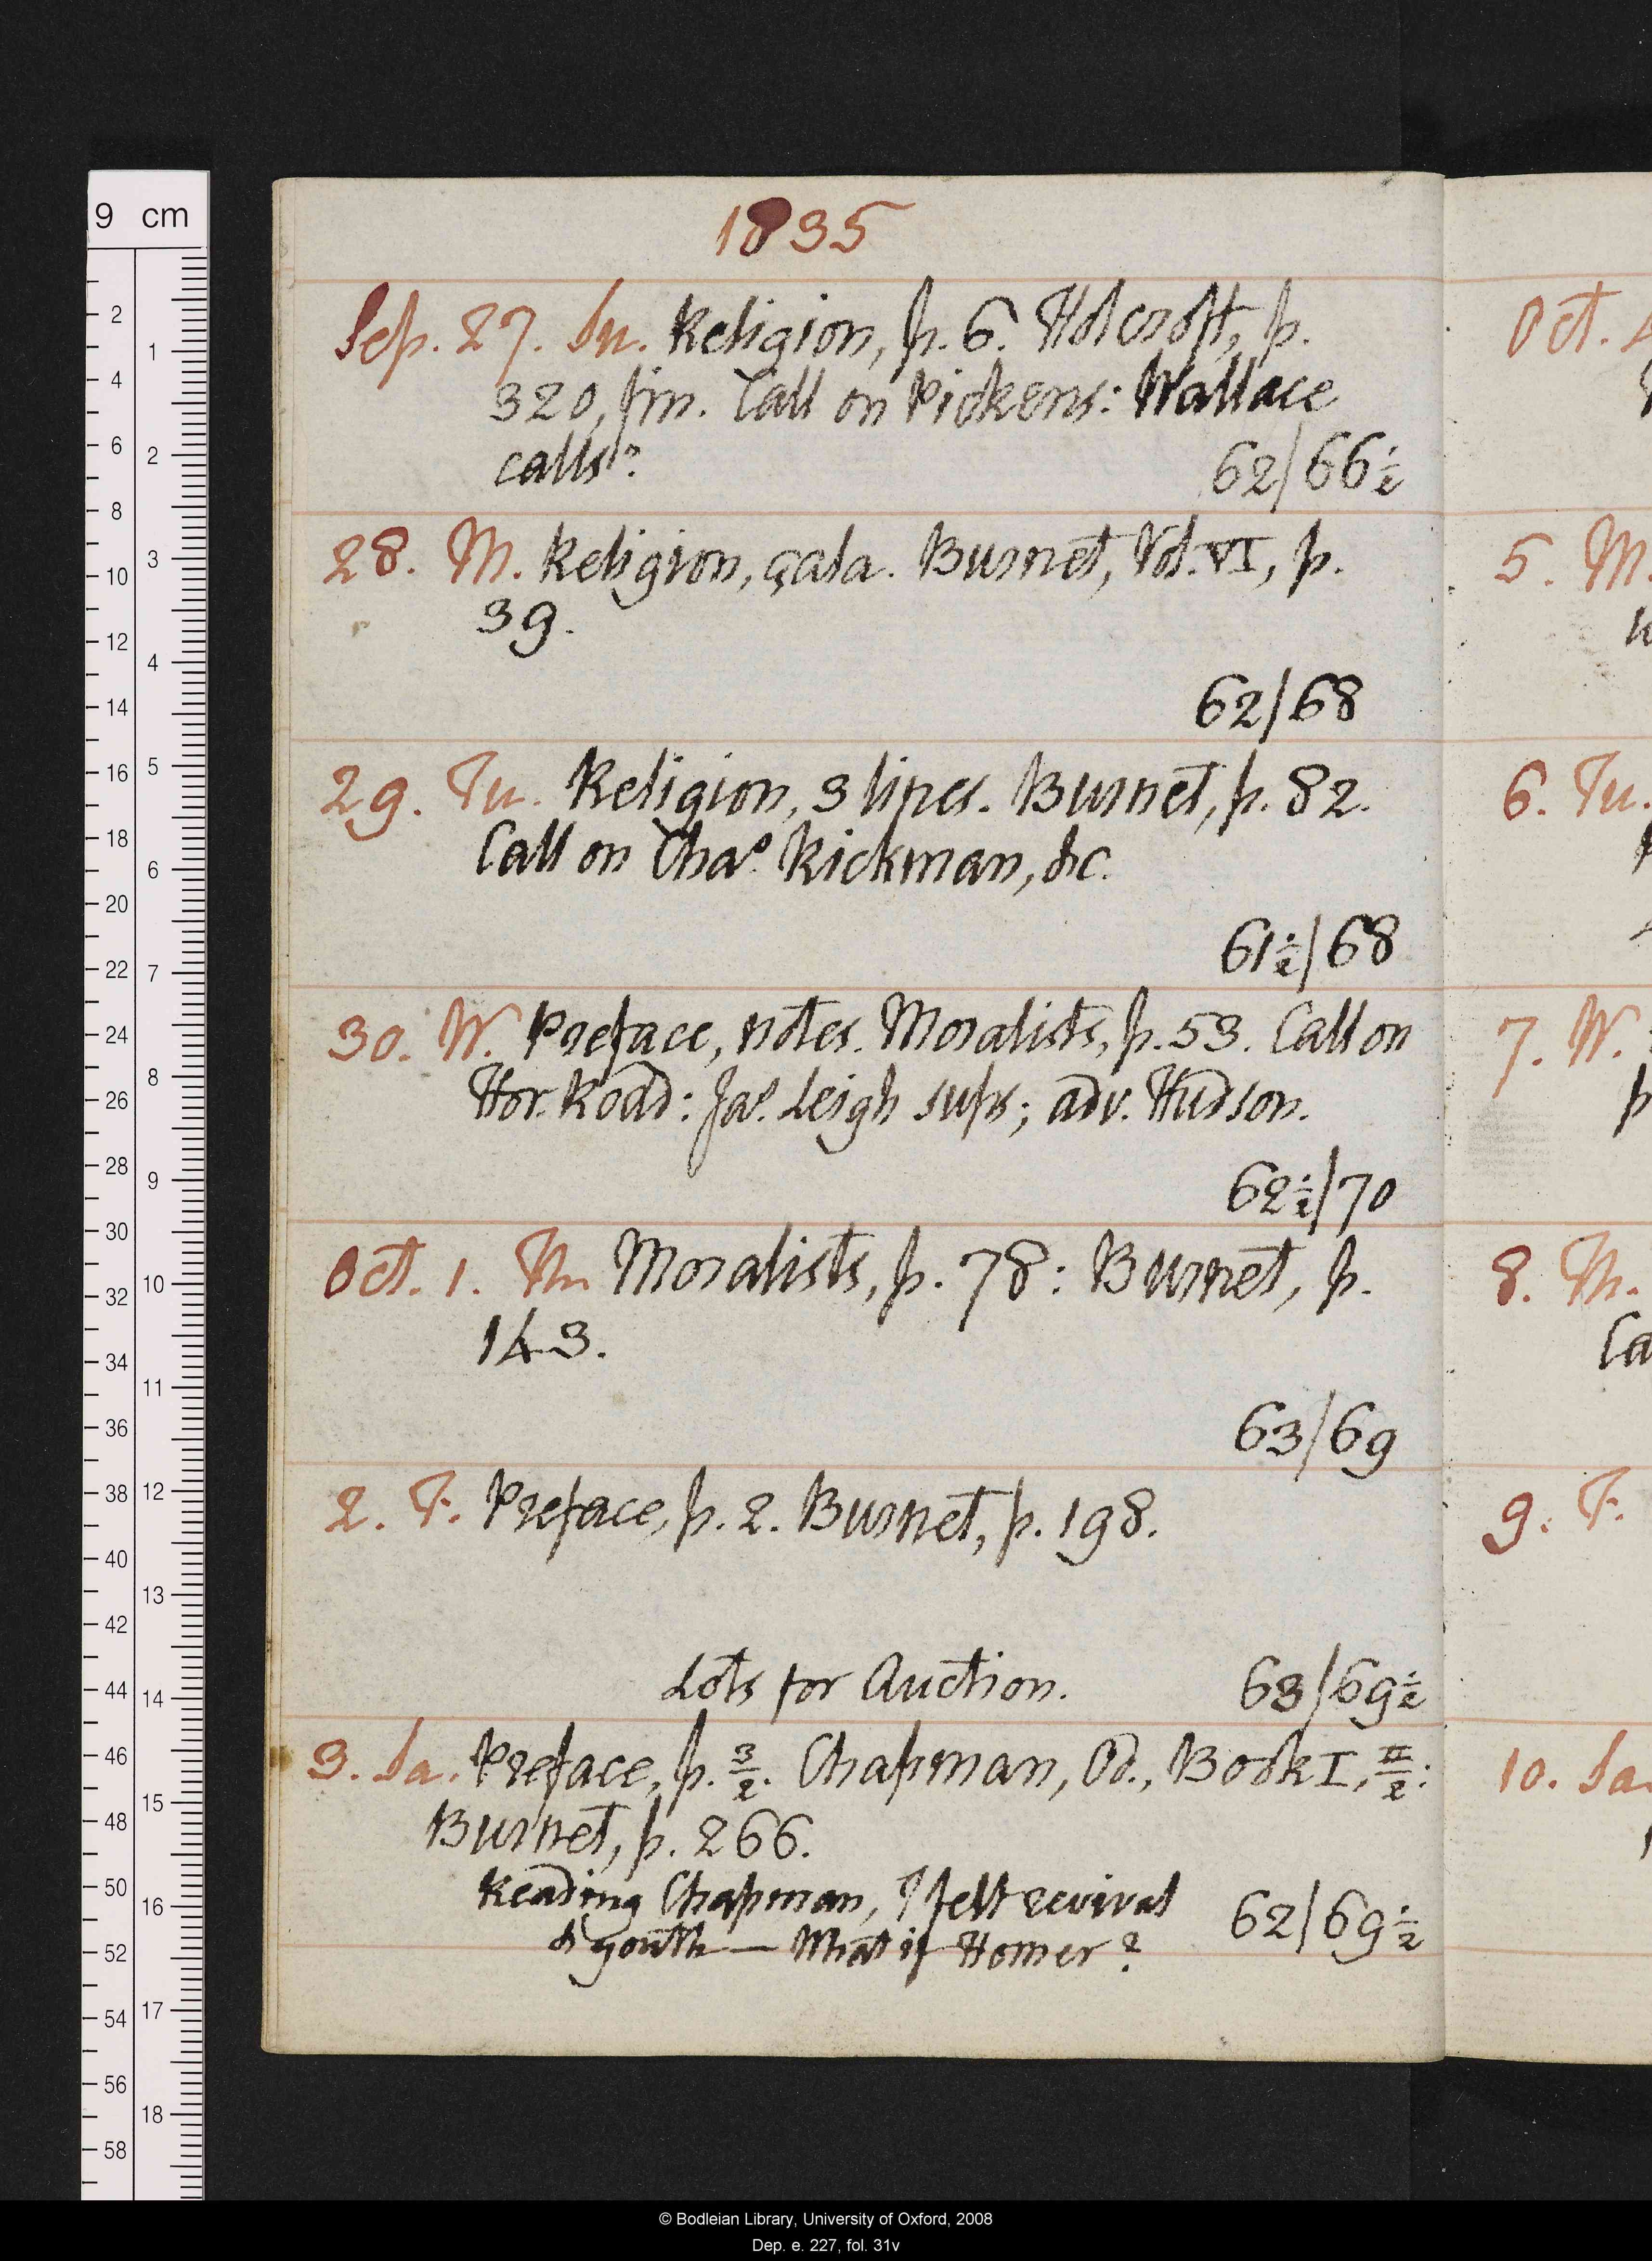 1835
Sep. 27. Su. Religion, p. 6. Holcroft, p.
320, fin. Call on Pickens: Wallace
calls?
62/66½
28. M. Religion, çala. Burnet, Vol. VI, p.
39.
62/68
29. Tu. Religion, 3 lines. Burnet, p. 82.
Call on Chaˢ Rickman, &c.
61½/68
30. W. Preface, notes. Moralists, p. 53. Call on
Hor. Road: Jaˢ Leigh sups; adv. Hudson.
62½/70
Oct. 1. Th. Moralists, p. 78: Burnet, p.
143.
63/69
2. F. Preface, p. 2. Burnet, p. 198.
Lots for Auction. 63/69½
3. Sa. Preface, p. 3/2. Chapman, Od., Book I, II/2:
Burnet, p. 266.
Reading Chapman, I felt revival
of youth — What if Homer?
62/69½
Oct.
5. M.
6. Tu.
7. W.
p
8. Th.
Ca
9. F.
10. Sa
9 cm
2
4
6
8
10
12
14
16
18
20
22
24
26
28
30
32
34
36
38
40
42
44
46
48
50
52
54
56
58
1
2
3
4
5
6
7
8
9
10
11
12
13
14
15
16
17
18
© Bodleian Library, University of Oxford, 2008
Dep. e. 227, fol. 31v